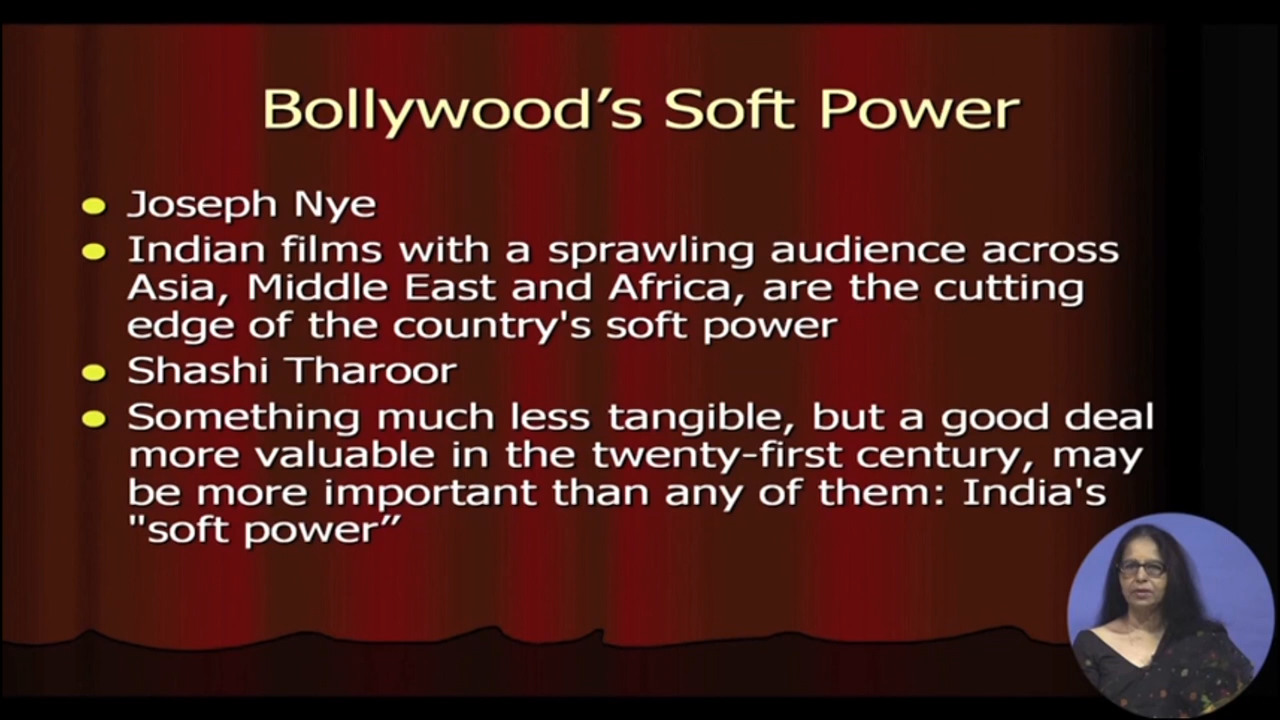 Bollywood’s Soft Power
Joseph Nye
Indian films with a sprawling audience across
Asia, Middle East and Africa, are the cutting
edge of the country's soft power
Shashi Tharoor
Something much less tangible, but a good deal
more valuable in the twenty-first century, may
be more important than any of them: India's
"soft power”